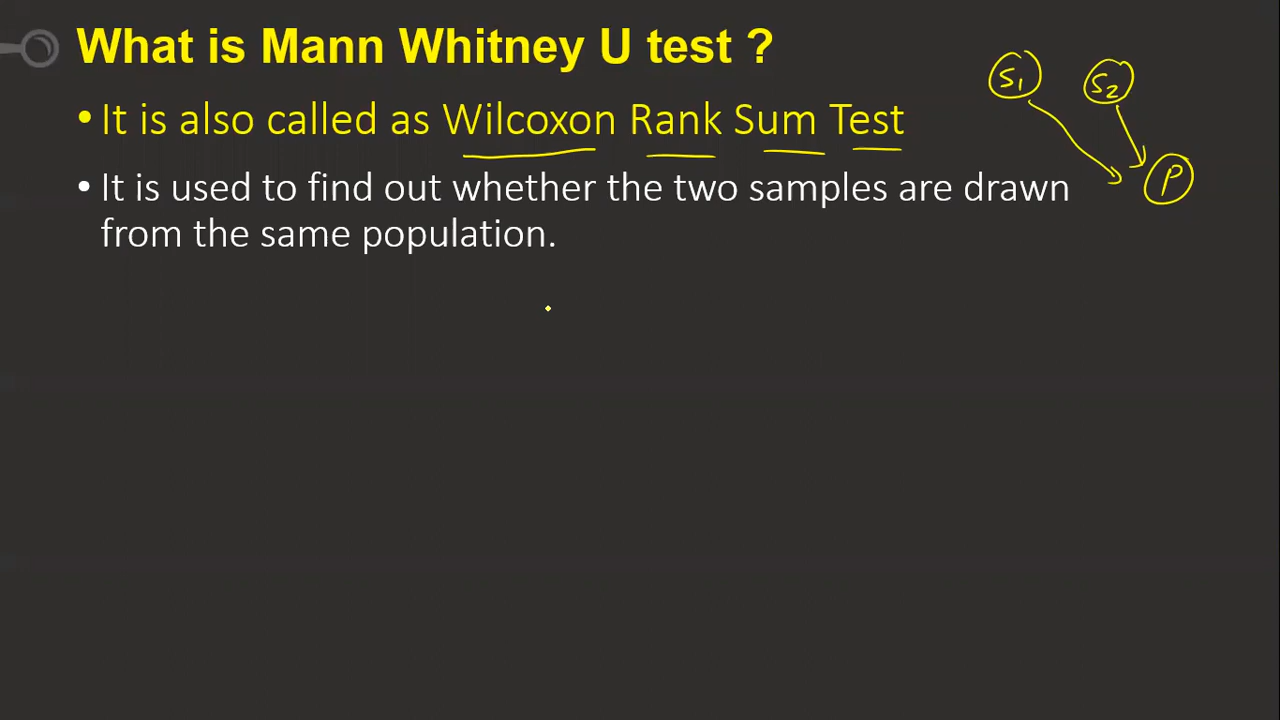 What is Mann Whitney U test ?
• It is also called as Wilcoxon Rank Sum Test
• It is used to find out whether the two samples are drawn
from the same population.
S1 S2
P